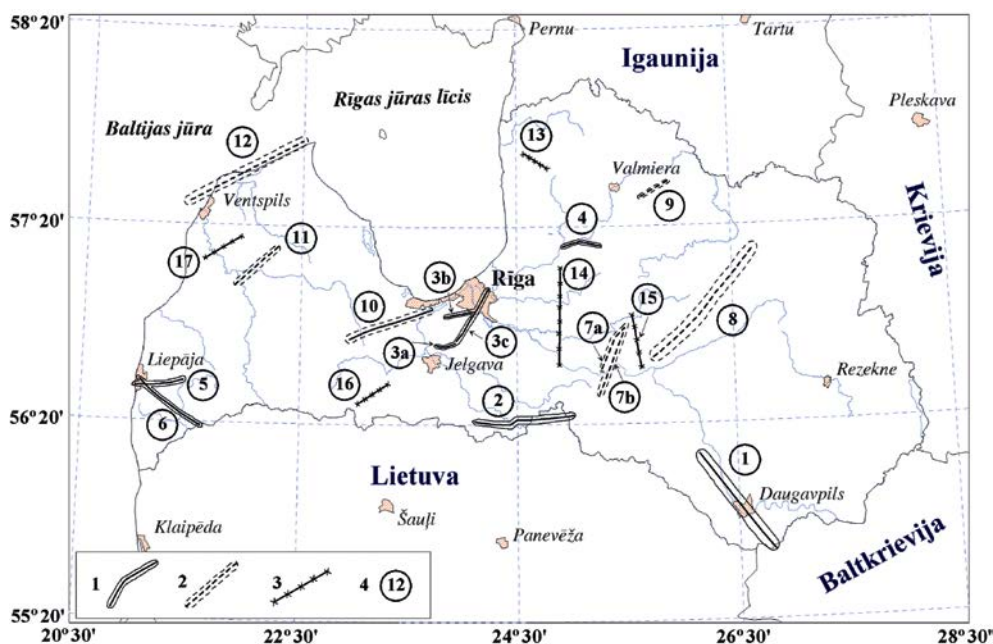 58° 20'
Pernu
Tartu
Igaunija
Rīgas jūras līcis
Pleskava
Baltijas jūra
12
13
Valmiera
9
Krievija
57° 20'
Ventspils
11
4
17
3b
Rīga
14
15
10
7a
8
3a
3c
Liepāja
Jelgava
Rezekne
5
16
2
7b
56° 20'
6
1
Lietuva
Daugavpils
Šauļi
Klaipēda
Panevēža
Baltkrievija
1 2 3 4 12
55° 20'
20° 30' 22° 30' 24° 30' 26° 30' 28° 30'